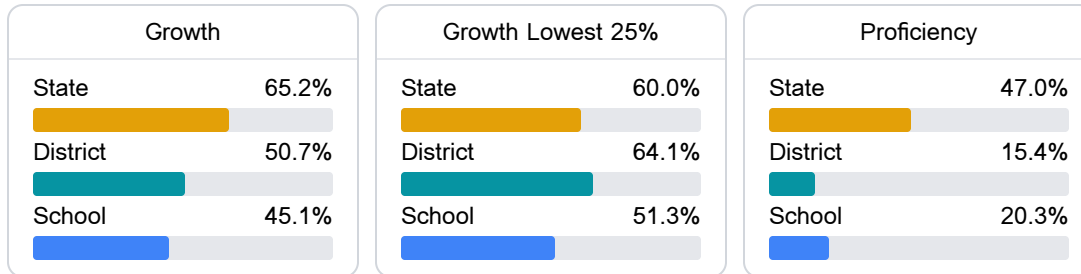 Growth
State 65.2%
District 50.7%
School 45.1%
Growth Lowest 25%
State 60.0%
District 64.1%
School 51.3%
Proficiency
State 47.0%
District 15.4%
School 20.3%